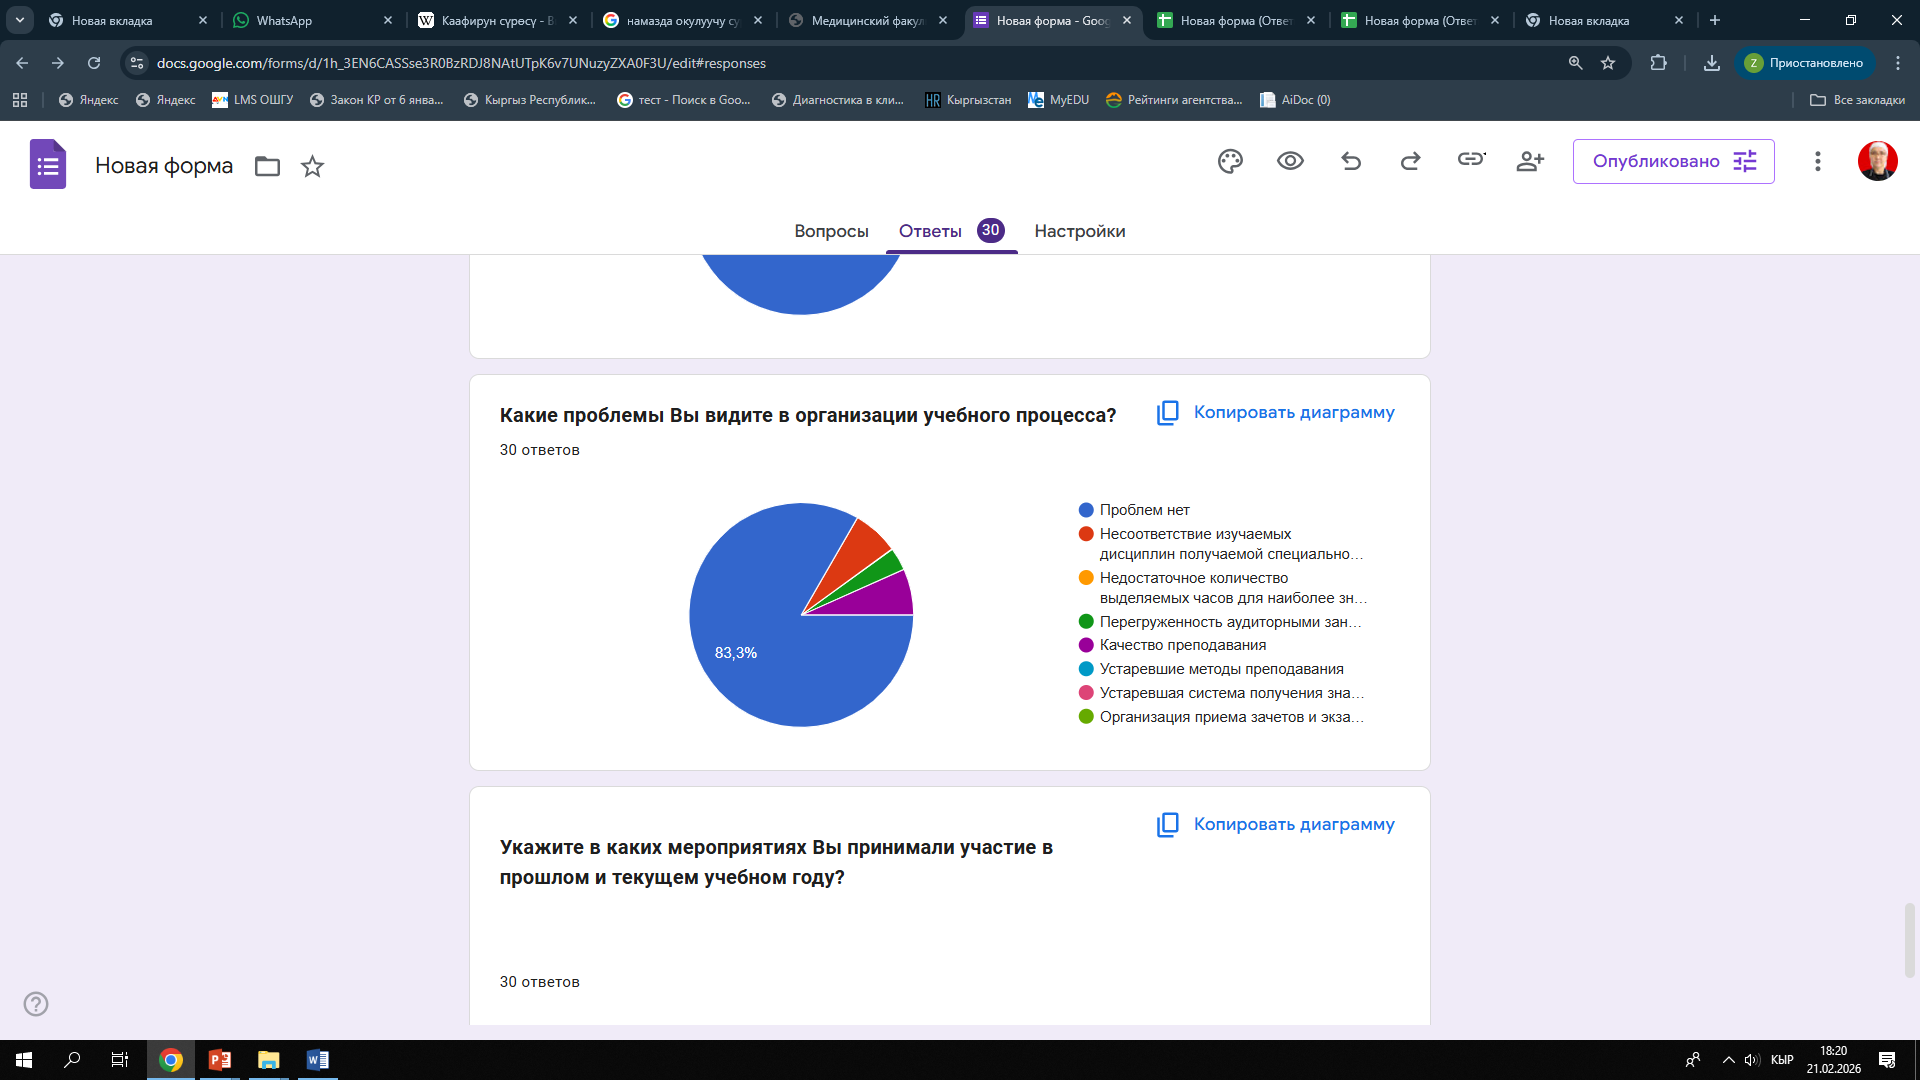 Новая вкладка
WhatsApp
Каафирун сүрөсү - В
намазда окулуучу су
Медицинский факул
Новая форма - Goog
Новая форма (Ответ
Новая форма (Ответ
Новая вкладка
docs.google.com/forms/d/1h_3EN6CASSse3R0BzRDJ8NAtUTpK6v7UNuzyZXA0F3U/edit#responses
Z Приостановлено
Яндекс
Яндекс
LMS ОШГУ
Закон КР от 6 янва...
Кыргыз Республик...
тест - Поиск в Goo...
Диагностика в кли...
HR Кыргызстан
MyEDU
Рейтинги агентства...
AiDoc (0)
Все закладки
Новая форма
Опубликовано
Вопросы
Ответы 30
Настройки
Какие проблемы Вы видите в организации учебного процесса?
Копировать диаграмму
30 ответов
83,3%
Проблем нет
Несоответствие изучаемых
дисциплин получаемой специально...
Недостаточное количество
выделяемых часов для наиболее зн...
Перегруженность аудиторными зан...
Качество преподавания
Устаревшие методы преподавания
Устаревшая система получения зна...
Организация приема зачетов и экза...
Копировать диаграмму
Укажите в каких мероприятиях Вы принимали участие в
прошлом и текущем учебном году?
30 ответов
КЫР
18:20
21.02.2026